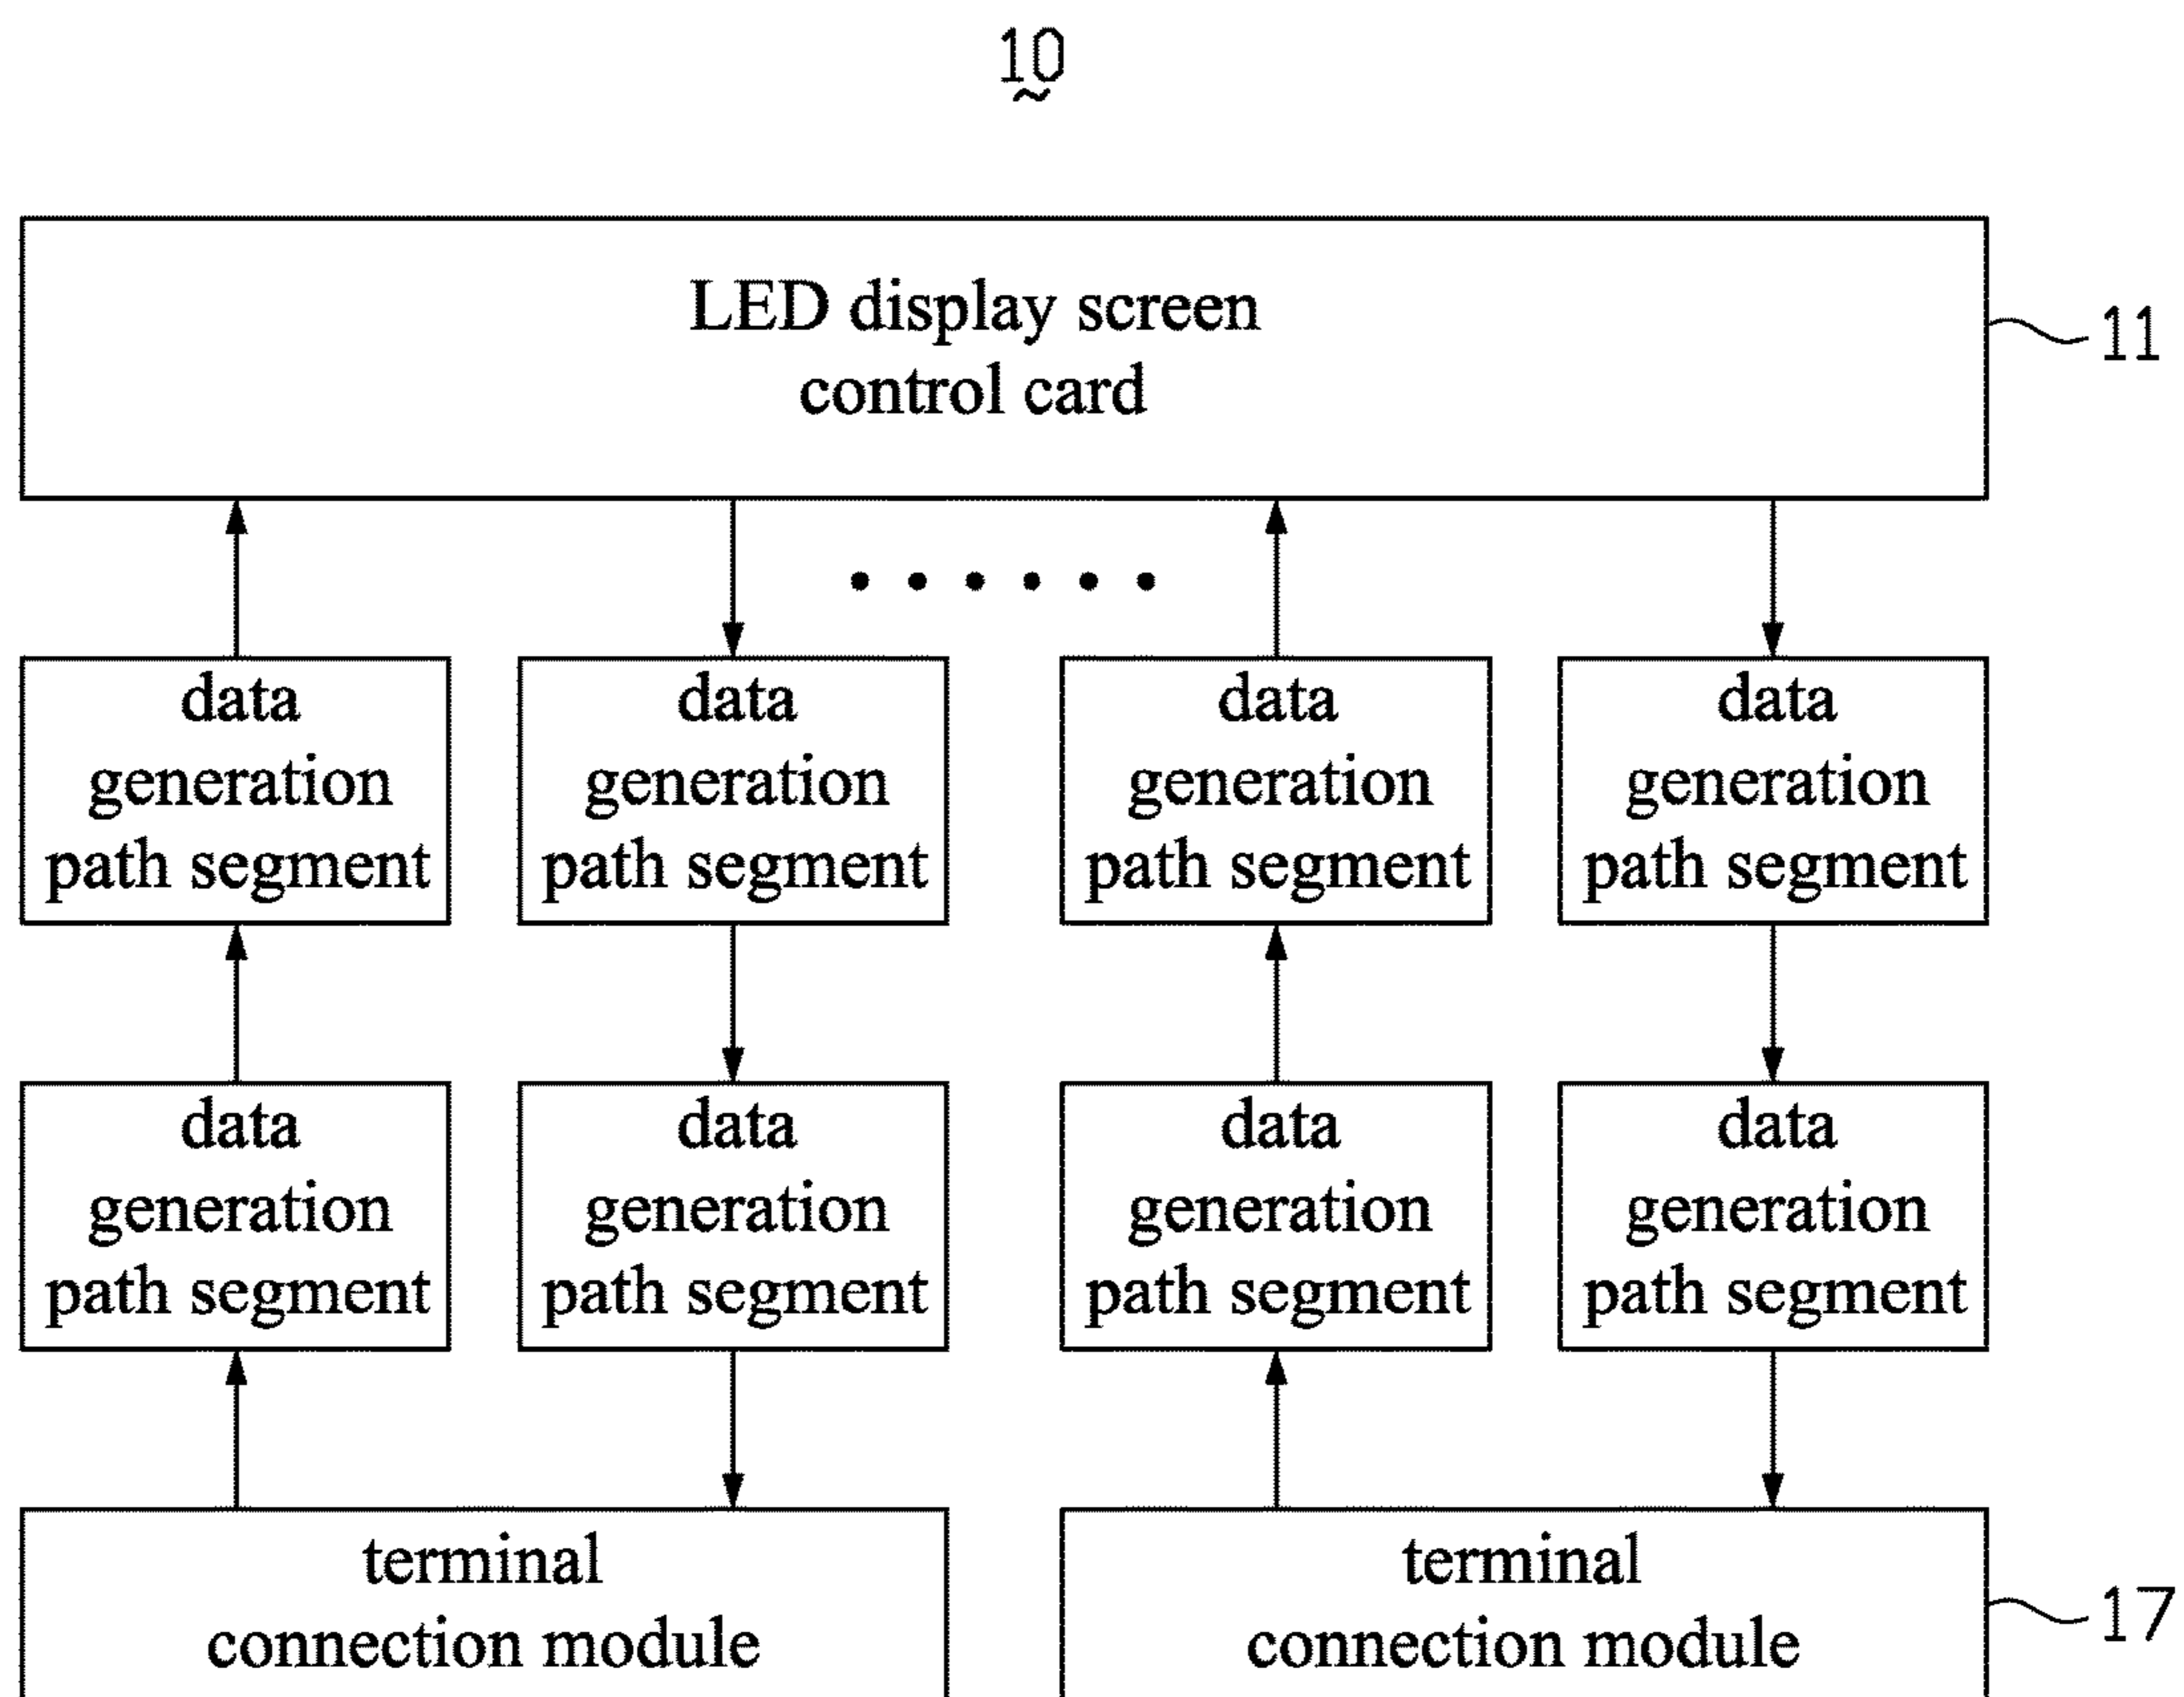 10
LED display screen
control card
11
data
generation
path segment
data
generation
path segment
data
generation
path segment
data
generation
path segment
data
generation
path segment
data
generation
path segment
data
generation
path segment
data
generation
path segment
terminal
connection module
terminal
connection module
17